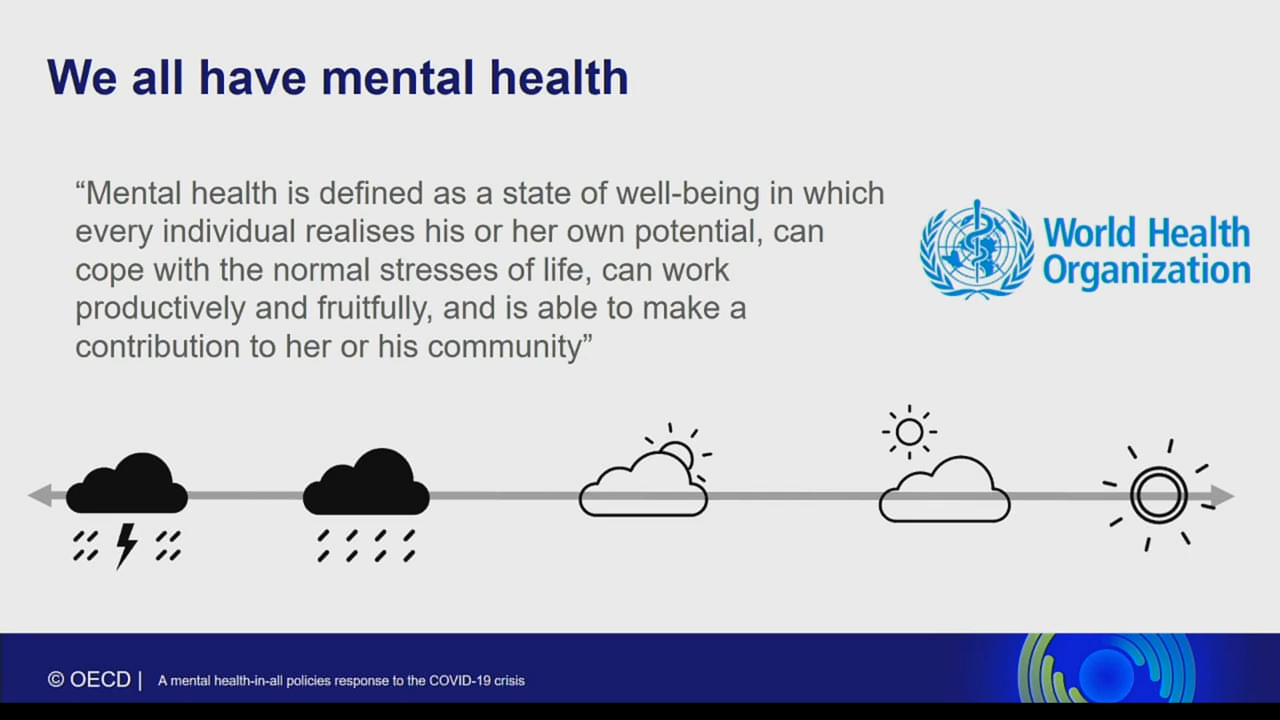 We all have mental health
“Mental health is defined as a state of well-being in which
every individual realises his or her own potential, can
cope with the normal stresses of life, can work
productively and fruitfully, and is able to make a
contribution to her or his community”
World Health
Organization
© OECD | A mental health-in-all policies response to the COVID-19 crisis